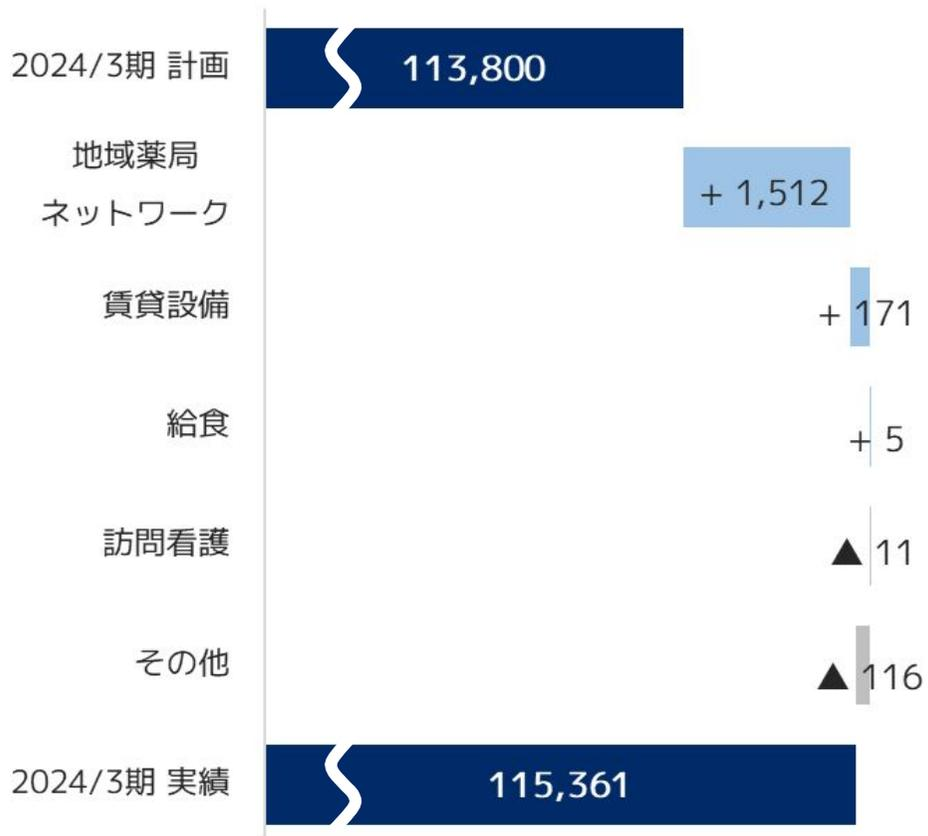 2024/3期 計画
113,800
地域薬局
ネットワーク
+ 1,512
賃貸設備
+ 171
給食
+ 5
訪問看護
▲ 11
その他
▲ 116
2024/3期 実績
115,361